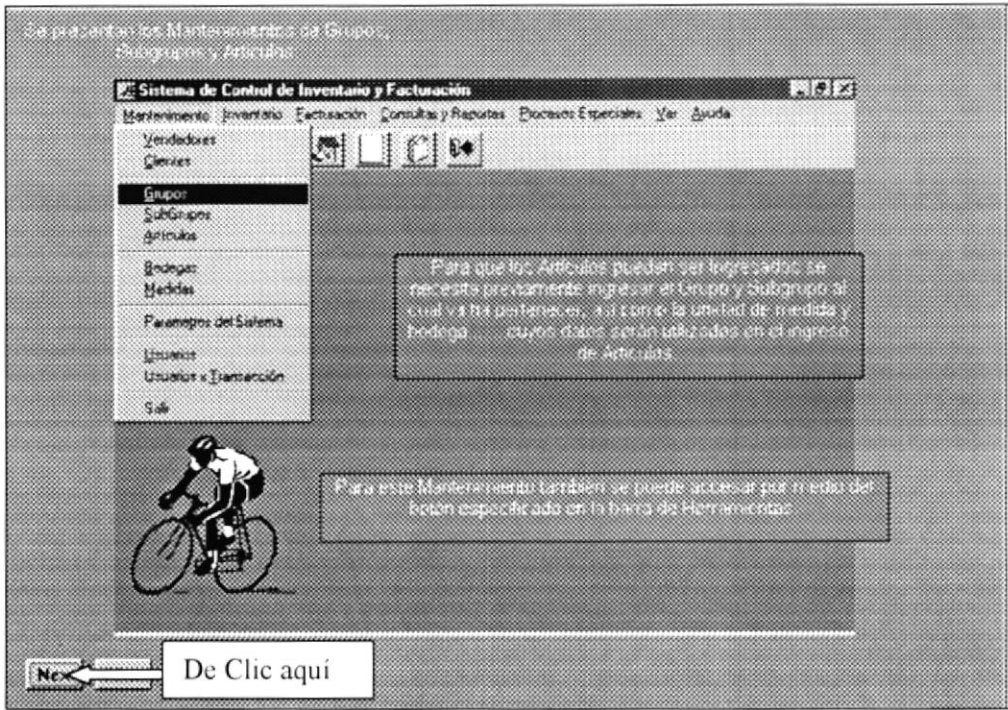 Se presentan los Mantenimientos de Grupos,
Subgrupos y Artículos
Sistema de Control de Inventario y Facturación
Mantenimiento Inventario Facturación Consultas y Reportes Procesos Especiales Ver Ayuda
Vendedores
Clientes
Grupos
SubGrupos
Artículos
Bodegas
Medidas
Parametros del Sistema
Usuarios
Usuarios x Transacción
Salir
Para que los Artículos puedan ser ingresados se
necesita previamente ingresar el Grupo y Subgrupo al
cual va ha pertenecer, así como la unidad de medida y
bodega cuyos datos serán utilizados en el ingreso
de Artículos
Para este Mantenimiento también se puede accesar por medio del
botón especificado en la barra de Herramientas
De Clic aquí